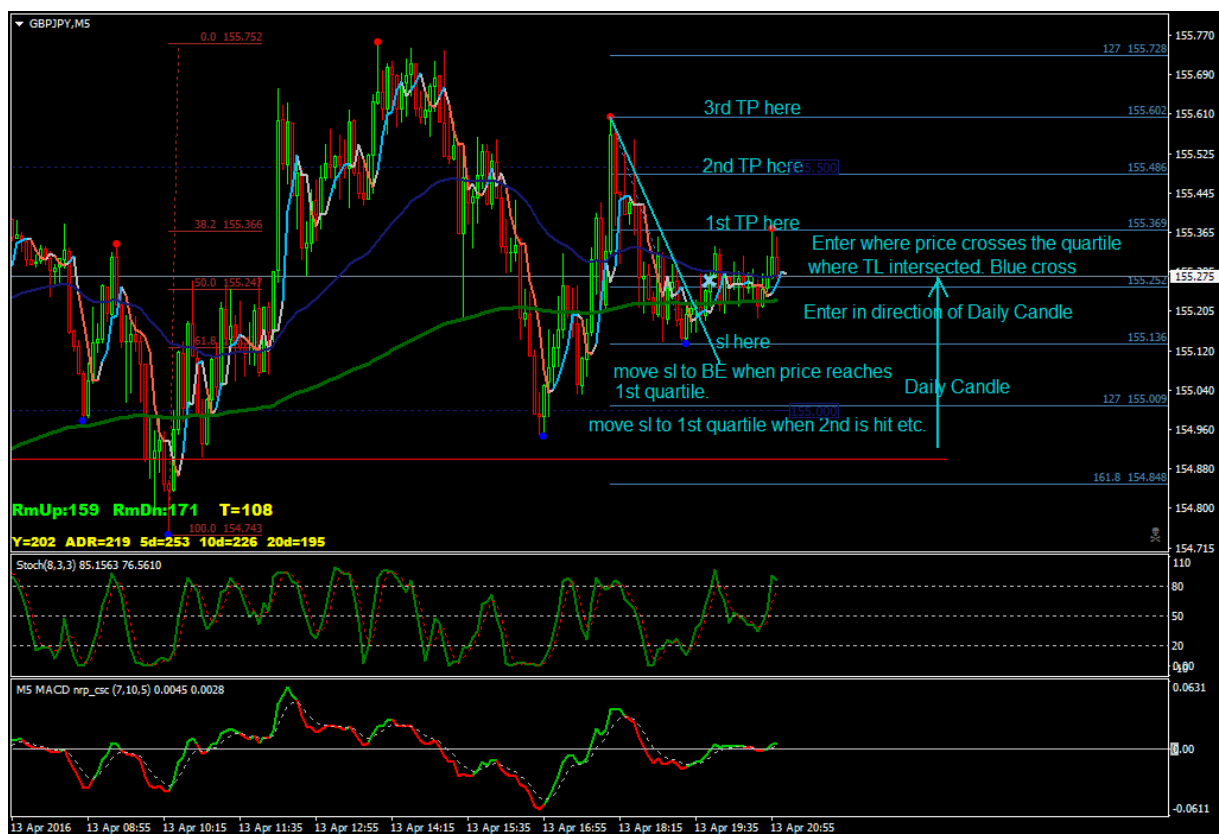 GBPJPY,M5
0.0 155.752
155.770
127 155.728
155.690
3rd TP here
155.602
155.610
155.525
2nd TP here
155.500
155.486
155.445
38.2 155.366
1st TP here
155.369
155.365
Enter where price crosses the quartile
where TL intersected. Blue cross
155.275
50.0 155.247
155.252
Enter in direction of Daily Candle
155.205
61.8
sl here
155.136
155.120
move sl to BE when price reaches
1st quartile.
Daily Candle
155.040
127 155.009
155.000
move sl to 1st quartile when 2nd is hit etc.
154.960
154.880
161.8 154.848
154.800
RmUp:159 RmDn:171 T=108
100.0 154.743
Y=202 ADR=219 5d=253 10d=226 20d=195
154.715
Stoch(8,3,3) 85.1563 76.5610
110
80
50
20
M5 MACD nrp_csc (7,10,5) 0.0045 0.0028
0.0631
0.00
-0.0611
13 Apr 2016 13 Apr 08:55 13 Apr 10:15 13 Apr 11:35 13 Apr 12:55 13 Apr 14:15 13 Apr 15:35 13 Apr 16:55 13 Apr 18:15 13 Apr 19:35 13 Apr 20:55